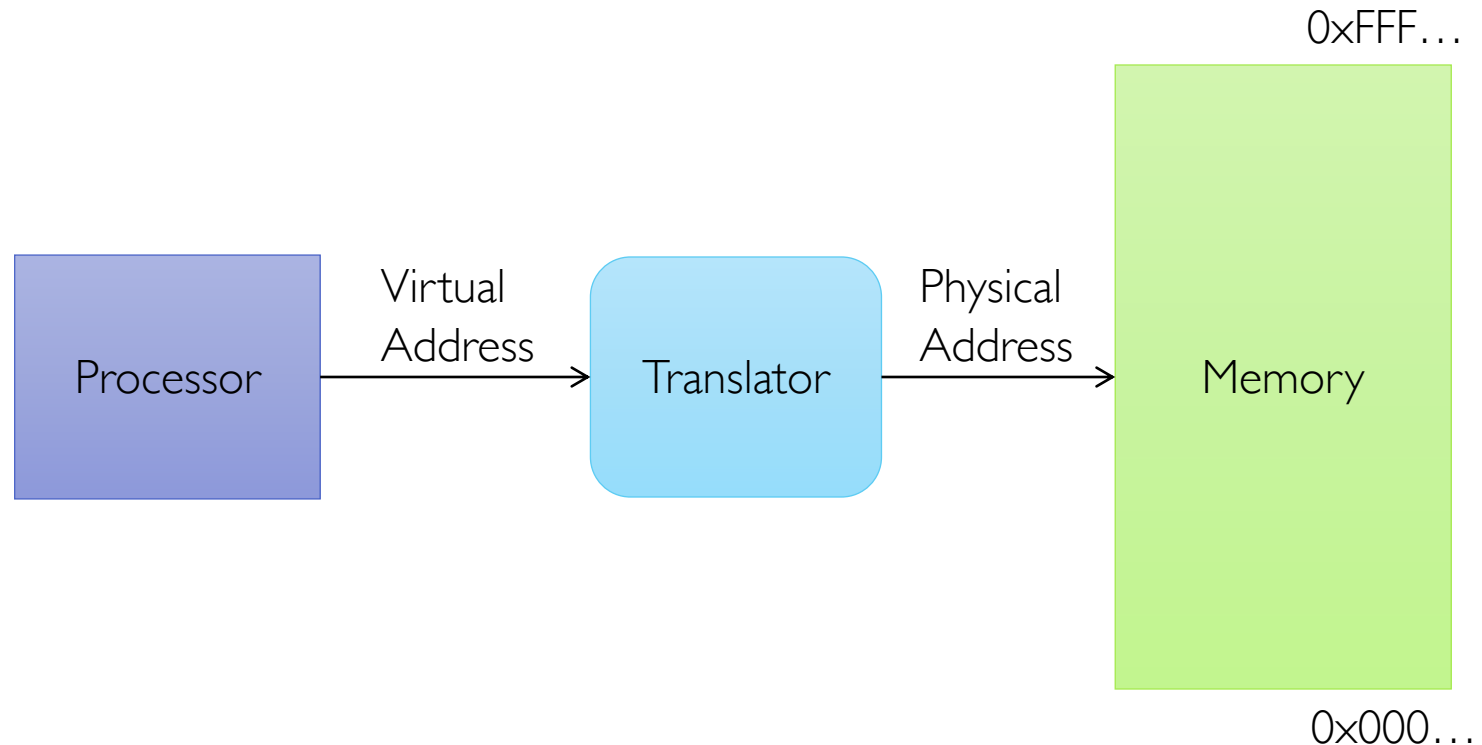 0xFFF…
Processor
Virtual
Address
Translator
Physical
Address
Memory
0x000…